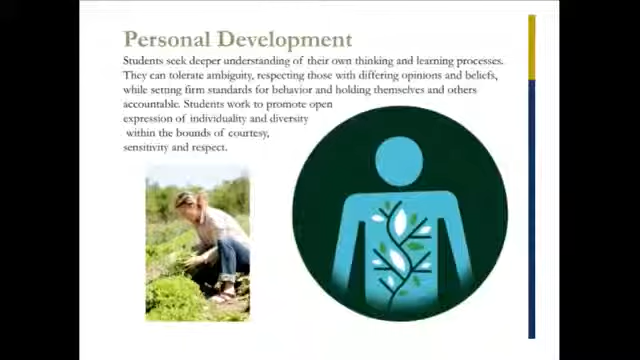 Personal Development
Students seek deeper understanding of their own thinking and learning processes.
They can tolerate ambiguity, respecting those with differing opinions and beliefs,
while setting firm standards for behavior and holding themselves and others
accountable. Students work to promote open
expression of individuality and diversity
within the bounds of courtesy,
sensitivity and respect.